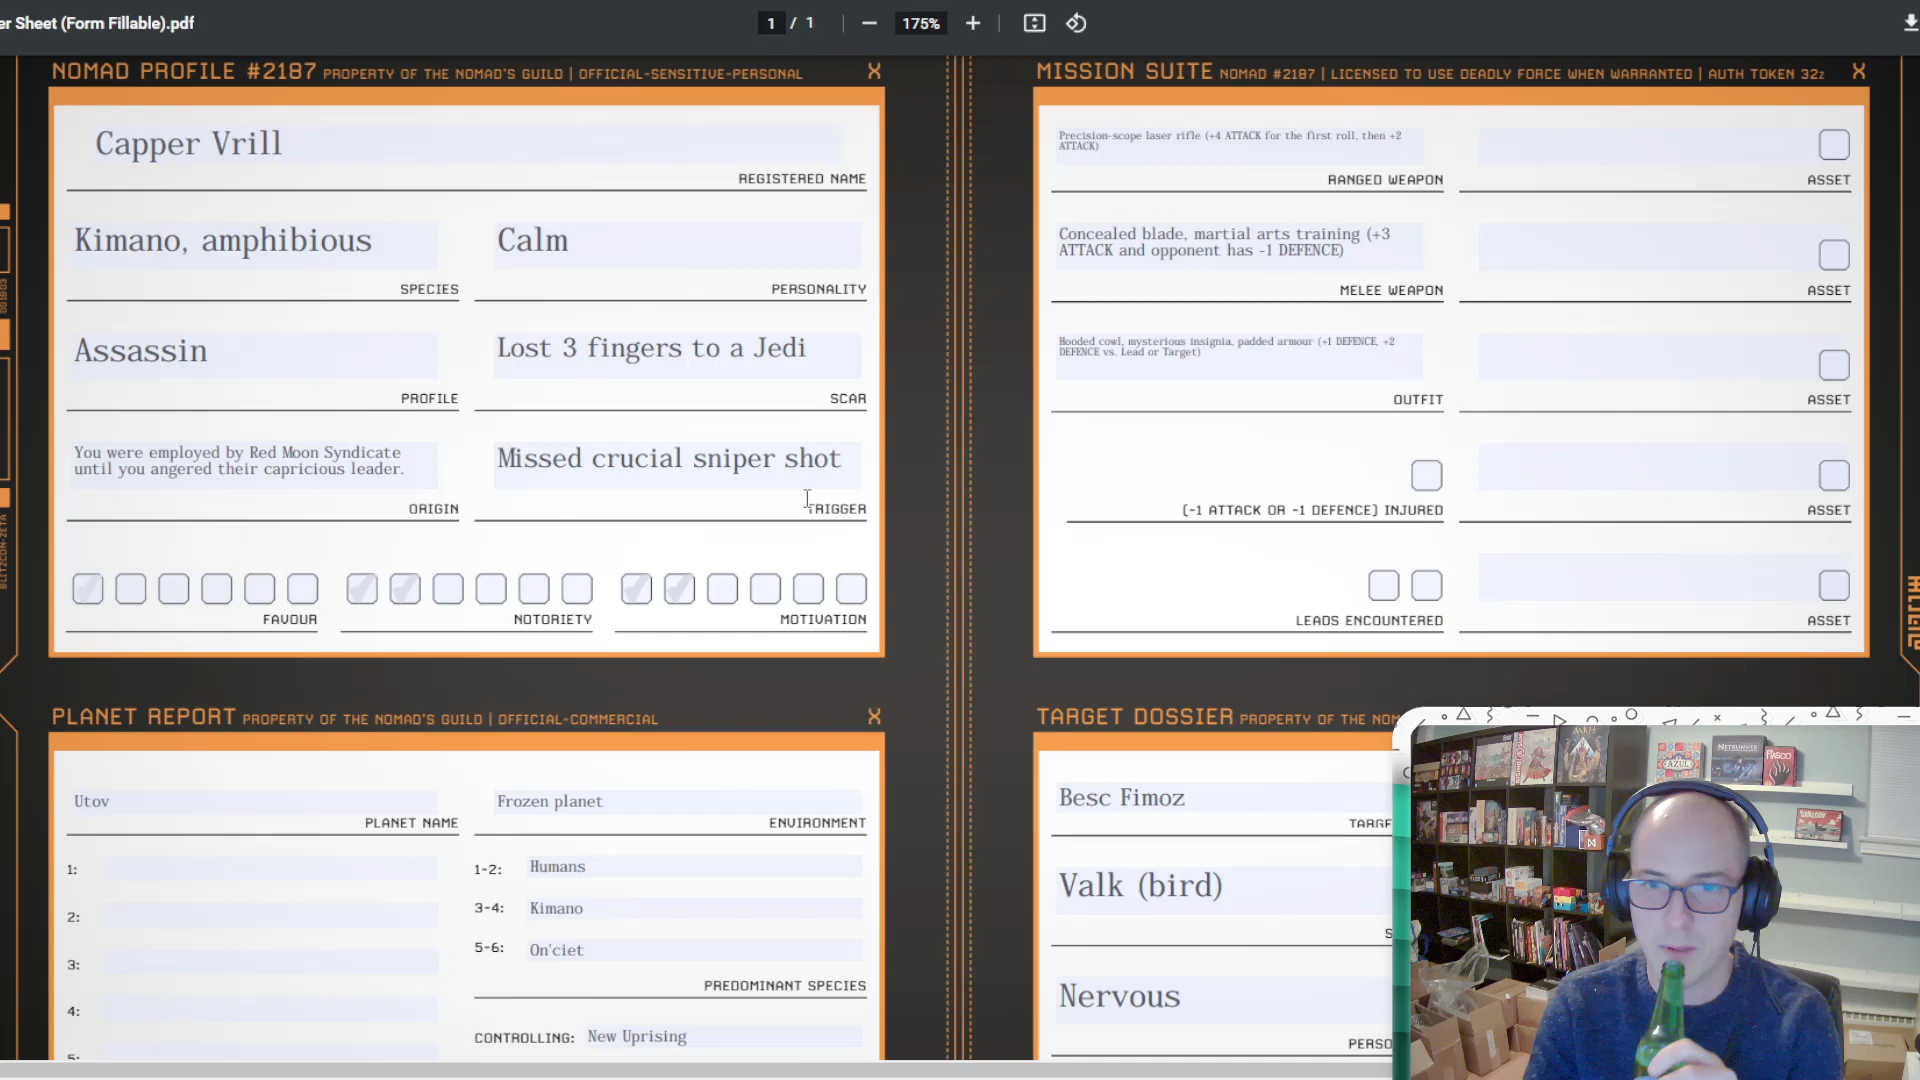 er Sheet (Form Fillable).pdf
1 / 1
175%
NOMAD PROFILE #2187 PROPERTY OF THE NOMAD'S GUILD | OFFICIAL-SENSITIVE-PERSONAL X
Capper Vrill
REGISTERED NAME
Kimano, amphibious
SPECIES
Calm
PERSONALITY
Assassin
PROFILE
Lost 3 fingers to a Jedi
SCAR
You were employed by Red Moon Syndicate
until you angered their capricious leader.
ORIGIN
Missed crucial sniper shot
TRIGGER
FAVOUR
NOTORIETY
MOTIVATION
MISSION SUITE NOMAD #2187 | LICENSED TO USE DEADLY FORCE WHEN WARRANTED | AUTH TOKEN 32z X
Precision-scope laser rifle (+4 ATTACK for the first roll, then +2
ATTACK)
RANGED WEAPON
ASSET
Concealed blade, martial arts training (+3
ATTACK and opponent has -1 DEFENCE)
MELEE WEAPON
ASSET
Hooded cowl, mysterious insignia, padded armour (+1 DEFENCE, +2
DEFENCE vs. Lead or Target)
OUTFIT
ASSET
(-1 ATTACK OR -1 DEFENCE) INJURED
ASSET
LEADS ENCOUNTERED
ASSET
PLANET REPORT PROPERTY OF THE NOMAD'S GUILD | OFFICIAL-COMMERCIAL X
Utov
PLANET NAME
Frozen planet
ENVIRONMENT
1:
2:
3:
4:
5:
1-2: Humans
3-4: Kimano
5-6: On'ciet
PREDOMINANT SPECIES
CONTROLLING: New Uprising
TARGET DOSSIER PROPERTY OF THE NOM
Besc Fimoz
TARGE
Valk (bird)
S
Nervous
PERSO
BLITZCON-ZETA
ANKH
AZUL
NETRUNNER
FIASCO